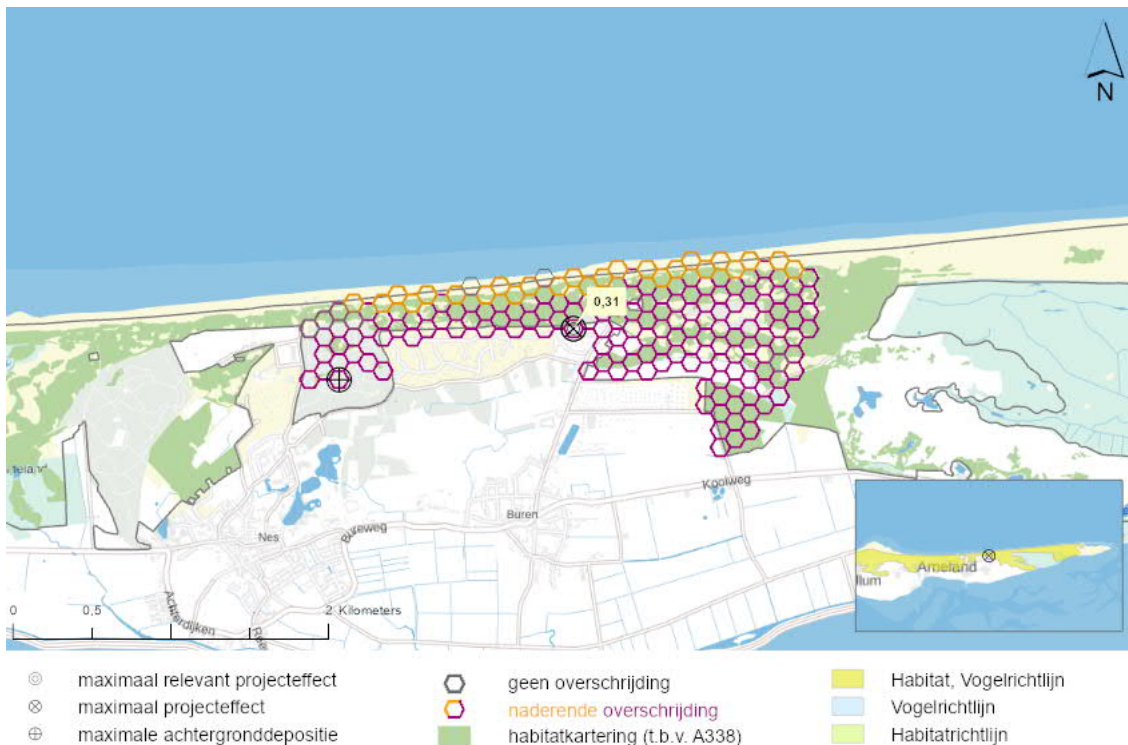 N
0,31
Kooiweg
Buren
Nes
Bureweg
Achterdijken
0 0,5 2 Kilometers
Ameland
llum
maximaal relevant projecteffect
maximaal projecteffect
maximale achtergronddepositie
geen overschrijding
naderende overschrijding
habitatkartering (t.b.v. A338)
Habitat, Vogelrichtlijn
Vogelrichtlijn
Habitatrichtlijn